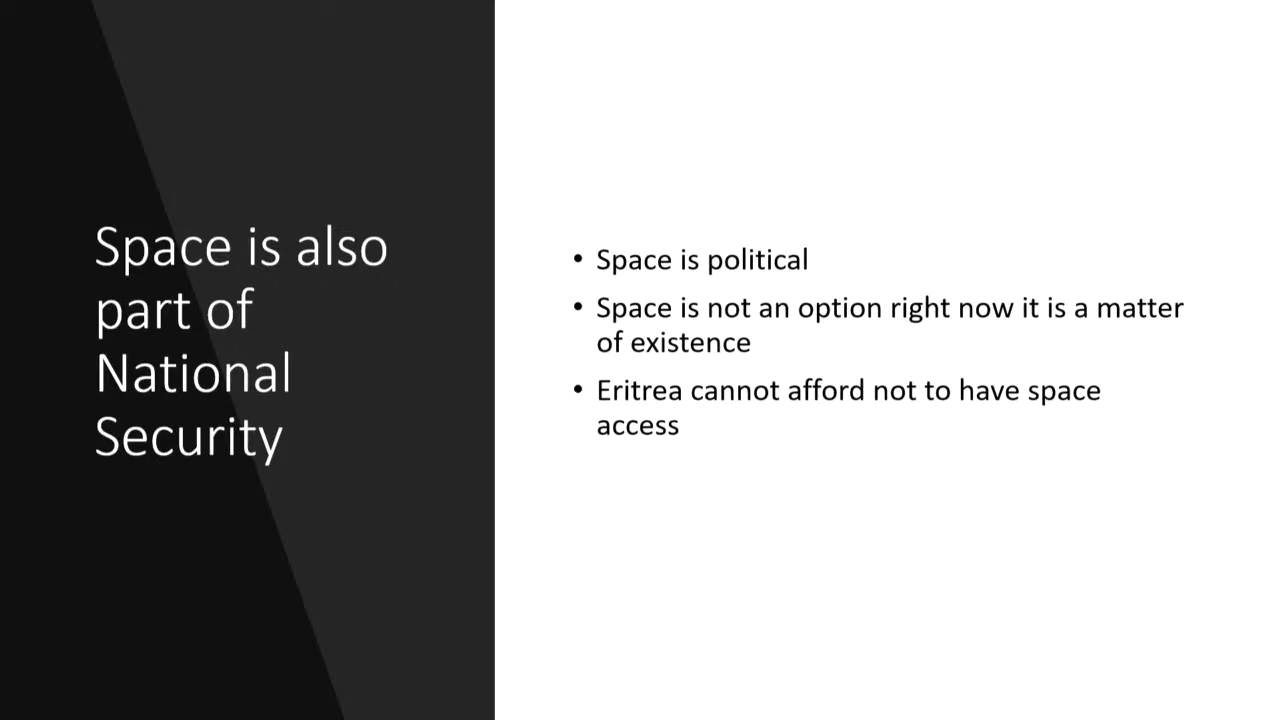 Space is also
part of
National
Security
• Space is political
• Space is not an option right now it is a matter
of existence
• Eritrea cannot afford not to have space
access